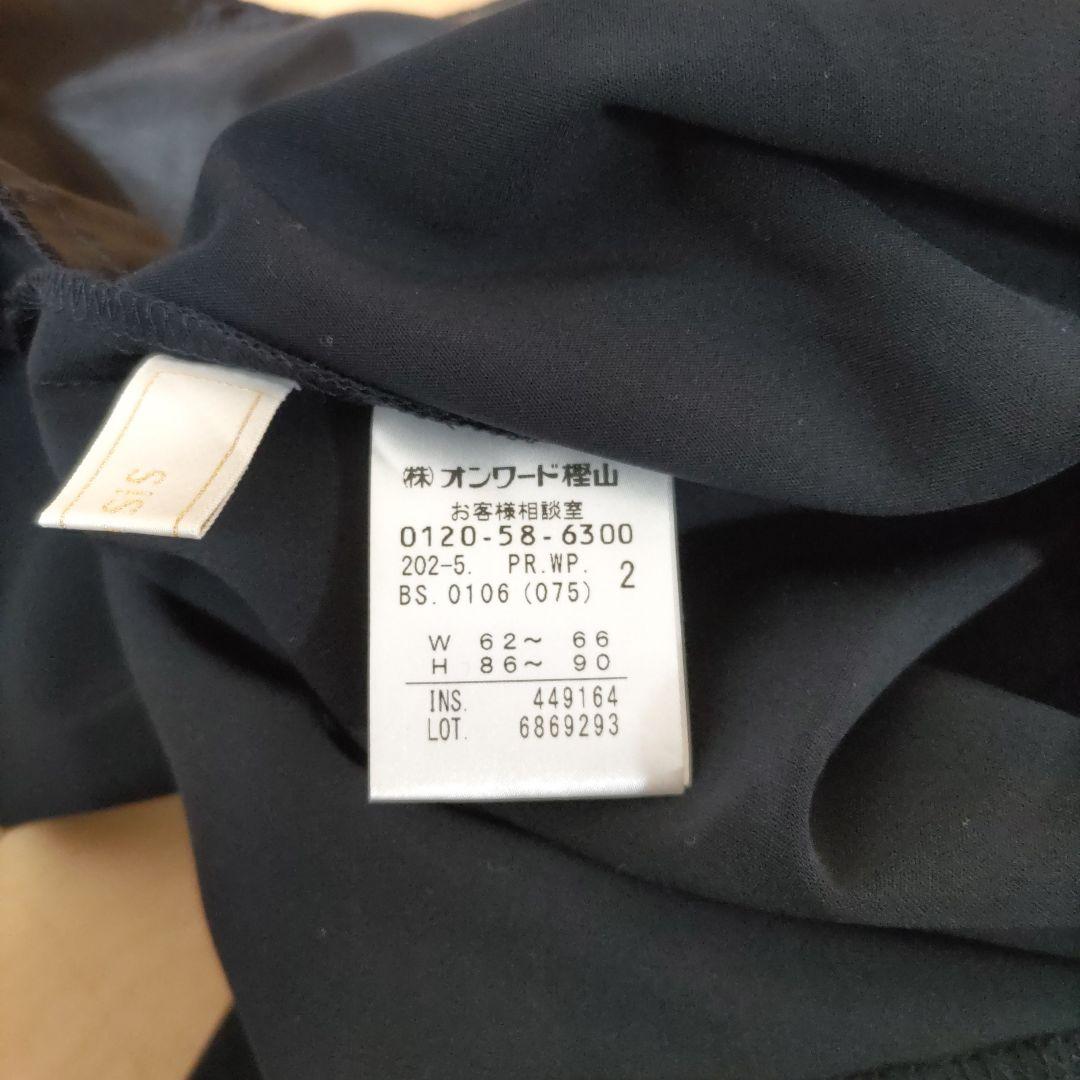 S|S
(株) オンワード樫山
お客様相談室
0120-58-6300
202-5. PR.WP. 2
BS.0106 (075)
W 62〜 66
H 86〜 90
INS. 449164
LOT. 6869293